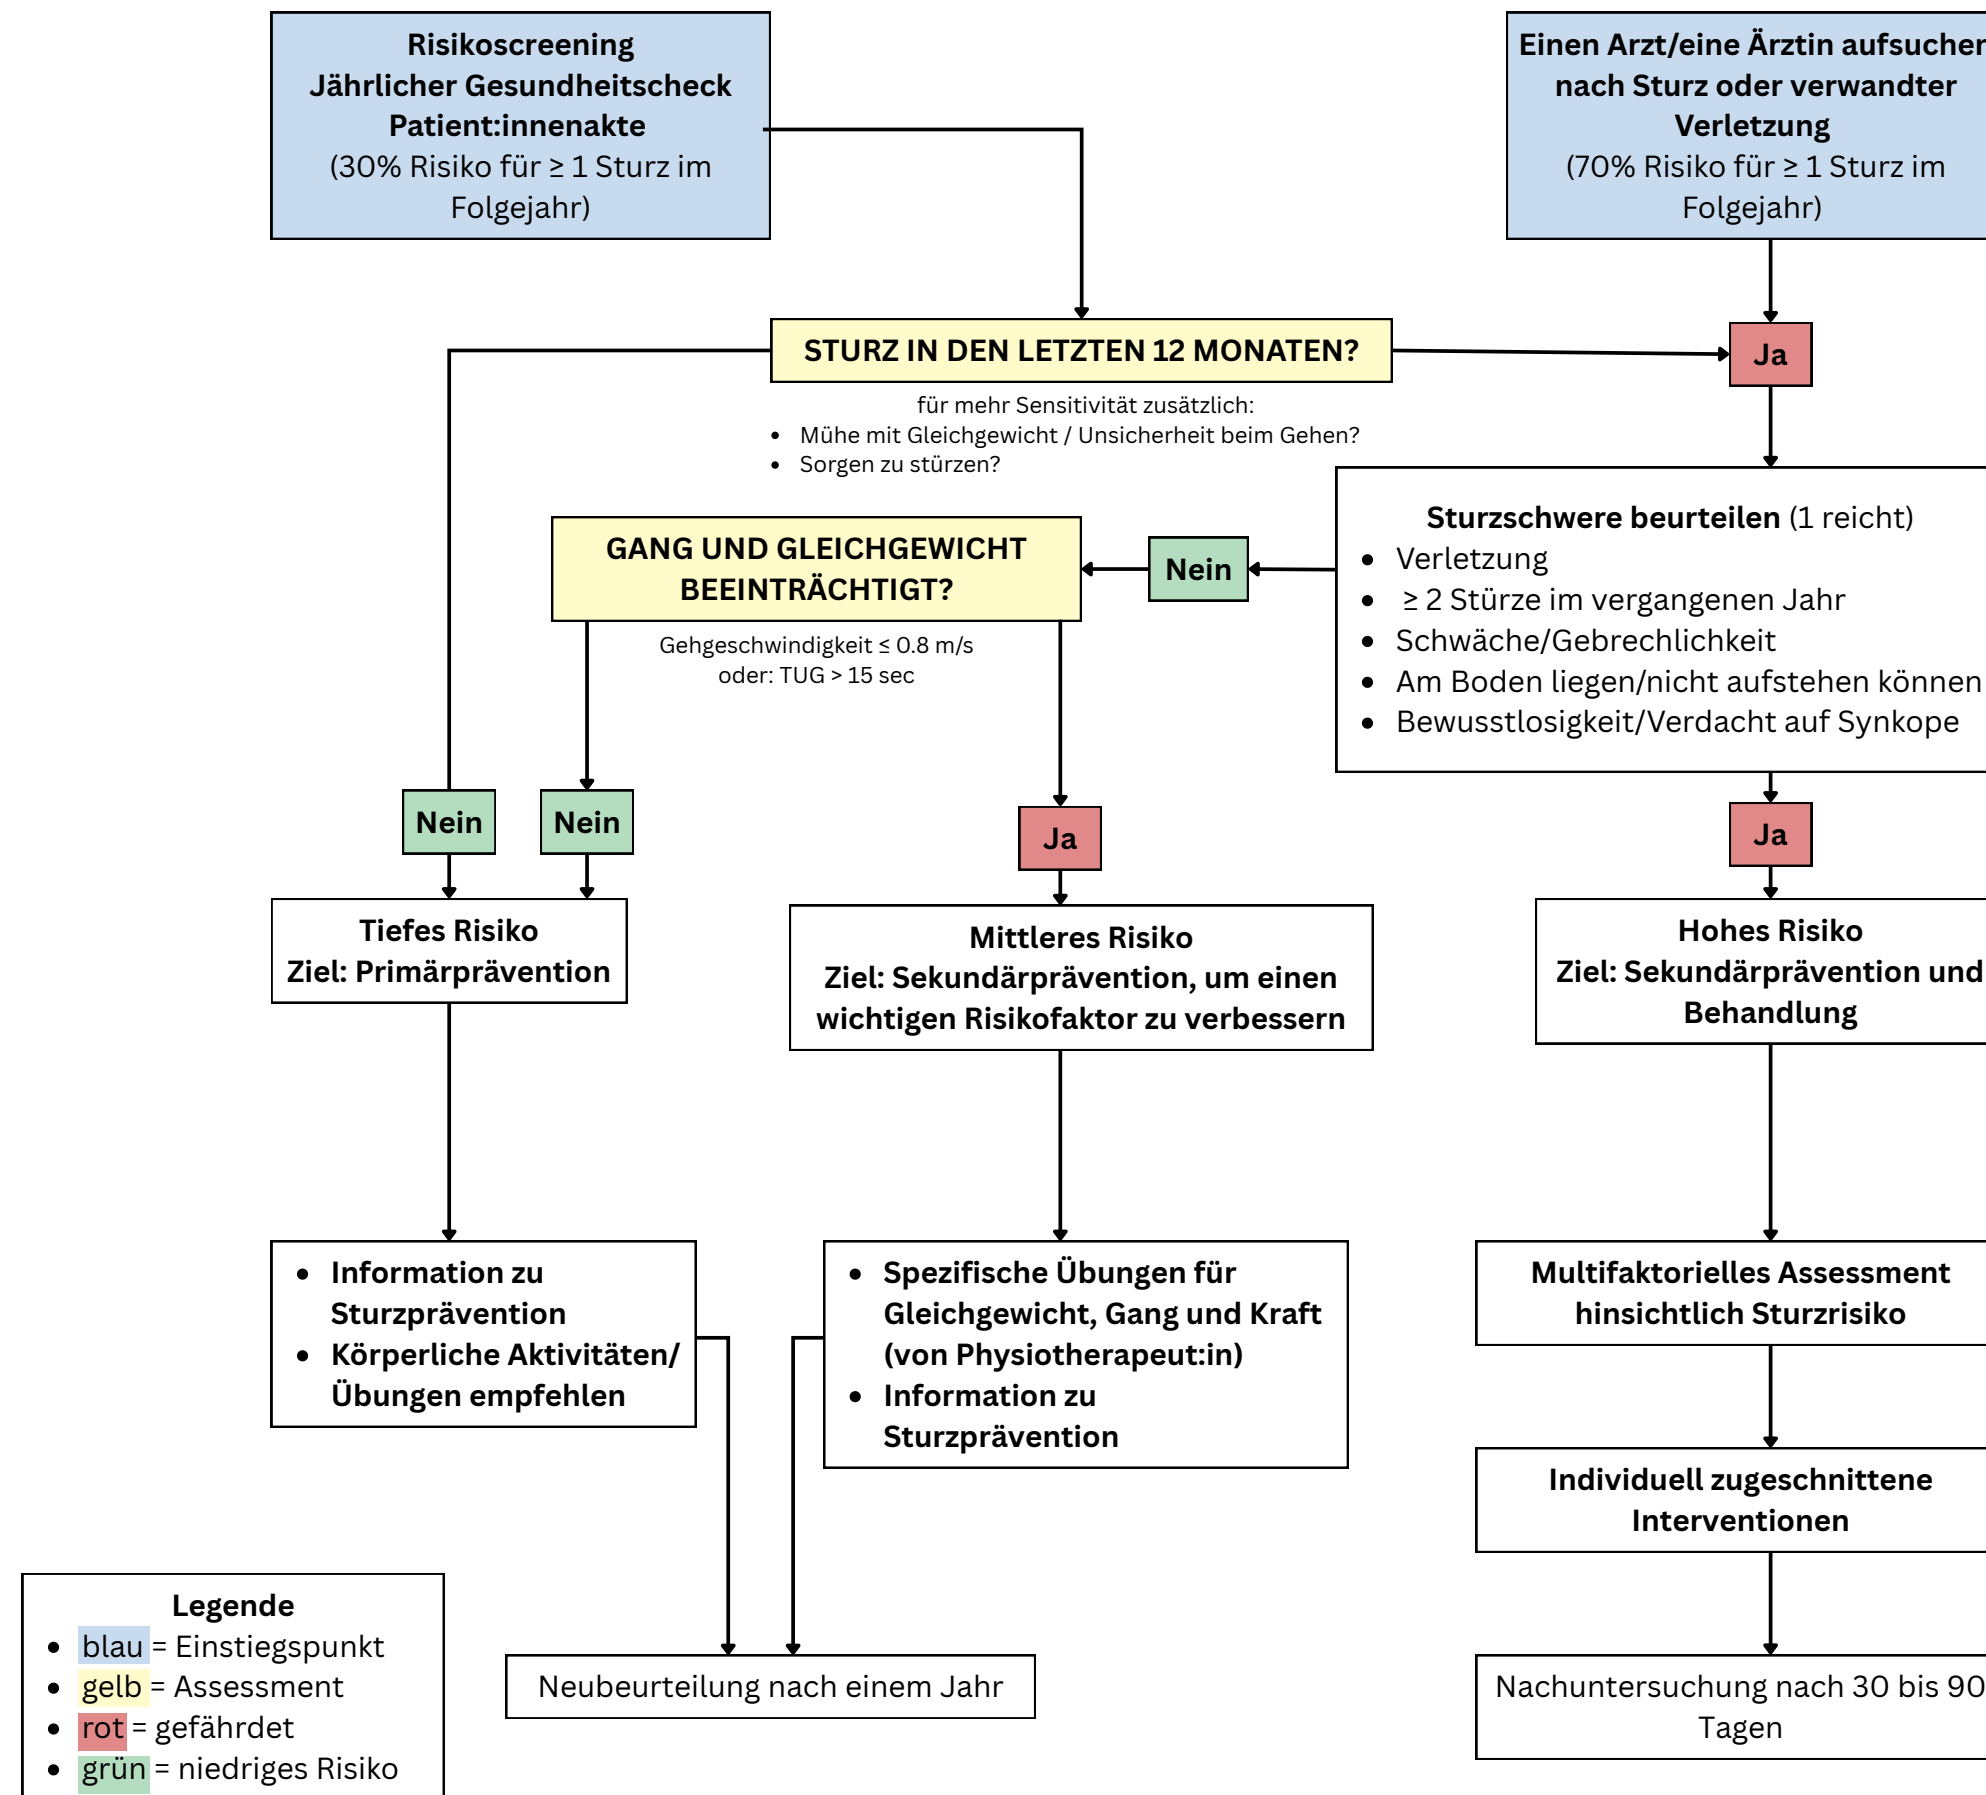 Risikoscreening
Jährlicher Gesundheitscheck
Patient:innenakte
(30% Risiko für ≥ 1 Sturz im
Folgejahr)
Einen Arzt/eine Ärztin aufsuchen
nach Sturz oder verwandter
Verletzung
(70% Risiko für ≥ 1 Sturz im
Folgejahr)
STURZ IN DEN LETZTEN 12 MONATEN?
Ja
für mehr Sensitivität zusätzlich:
• Mühe mit Gleichgewicht / Unsicherheit beim Gehen?
• Sorgen zu stürzen?
Sturzschwere beurteilen (1 reicht)
• Verletzung
• ≥ 2 Stürze im vergangenen Jahr
• Schwäche/Gebrechlichkeit
• Am Boden liegen/nicht aufstehen können
• Bewusstlosigkeit/Verdacht auf Synkope
Nein
GANG UND GLEICHGEWICHT
BEEINTRÄCHTIGT?
Gehgeschwindigkeit ≤ 0.8 m/s
oder: TUG > 15 sec
Nein
Nein
Ja
Ja
Tiefes Risiko
Ziel: Primärprävention
Mittleres Risiko
Ziel: Sekundärprävention, um einen
wichtigen Risikofaktor zu verbessern
Hohes Risiko
Ziel: Sekundärprävention und
Behandlung
• Information zu
Sturzprävention
• Körperliche Aktivitäten/
Übungen empfehlen
• Spezifische Übungen für
Gleichgewicht, Gang und Kraft
(von Physiotherapeut:in)
• Information zu
Sturzprävention
Multifaktorielles Assessment
hinsichtlich Sturzrisiko
Individuell zugeschnittene
Interventionen
Legende
• blau = Einstiegspunkt
• gelb = Assessment
• rot = gefährdet
• grün = niedriges Risiko
Neubeurteilung nach einem Jahr
Nachuntersuchung nach 30 bis 90
Tagen